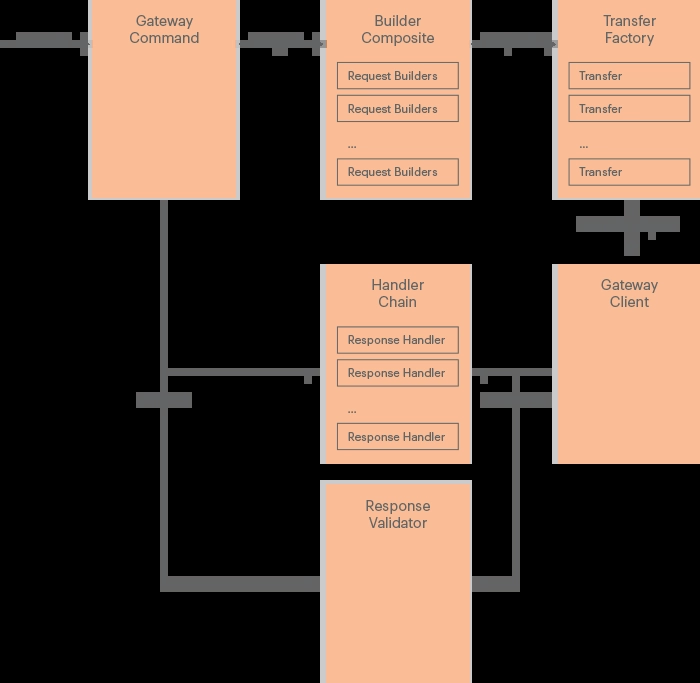 Gateway
Command
Builder
Composite
Request Builders
Request Builders
...
Request Builders
Transfer
Factory
Transfer
Transfer
...
Transfer
Handler
Chain
Response Handler
Response Handler
...
Response Handler
Gateway
Client
Response
Validator